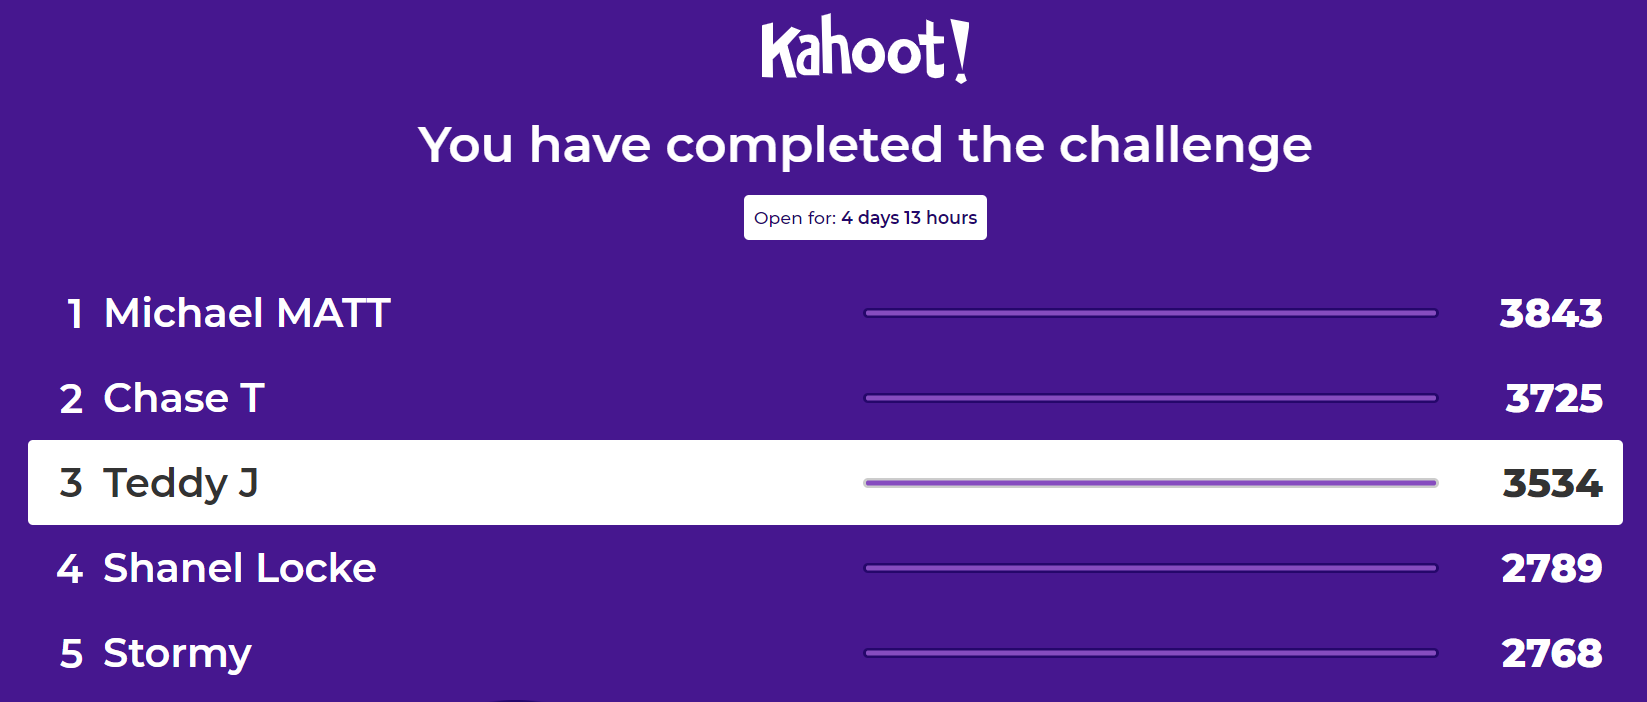 Kahoot!
You have completed the challenge
Open for: 4 days 13 hours
1 Michael MATT 3843
2 Chase T 3725
3 Teddy J 3534
4 Shanel Locke 2789
5 Stormy 2768